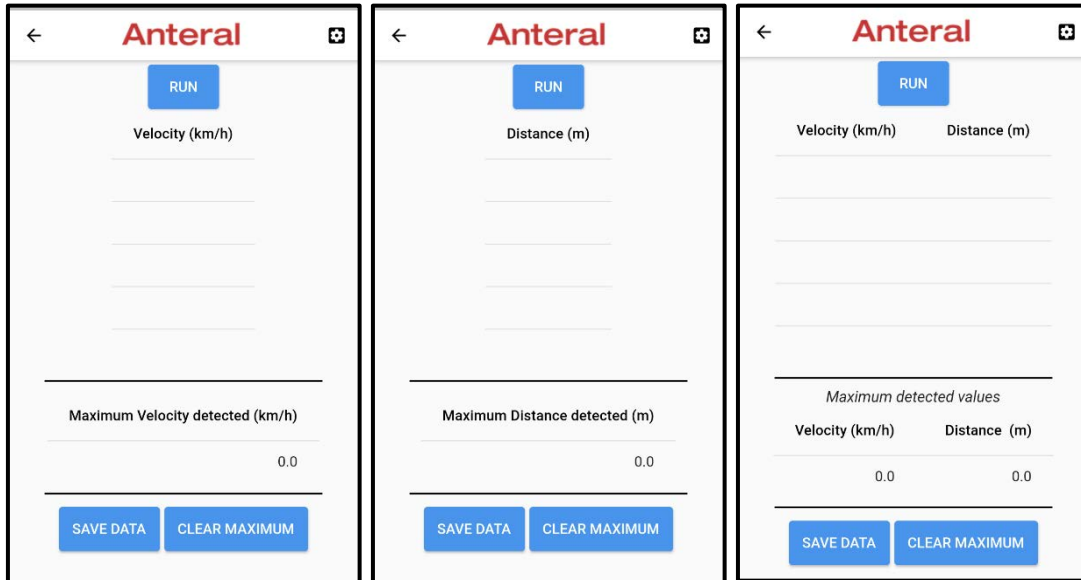 Anteral
RUN
Velocity (km/h)
Maximum Velocity detected (km/h)
0.0
SAVE DATA CLEAR MAXIMUM
Anteral
RUN
Distance (m)
Maximum Distance detected (m)
0.0
SAVE DATA CLEAR MAXIMUM
Anteral
RUN
Velocity (km/h) Distance (m)
Maximum detected values
Velocity (km/h) Distance (m)
0.0 0.0
SAVE DATA CLEAR MAXIMUM